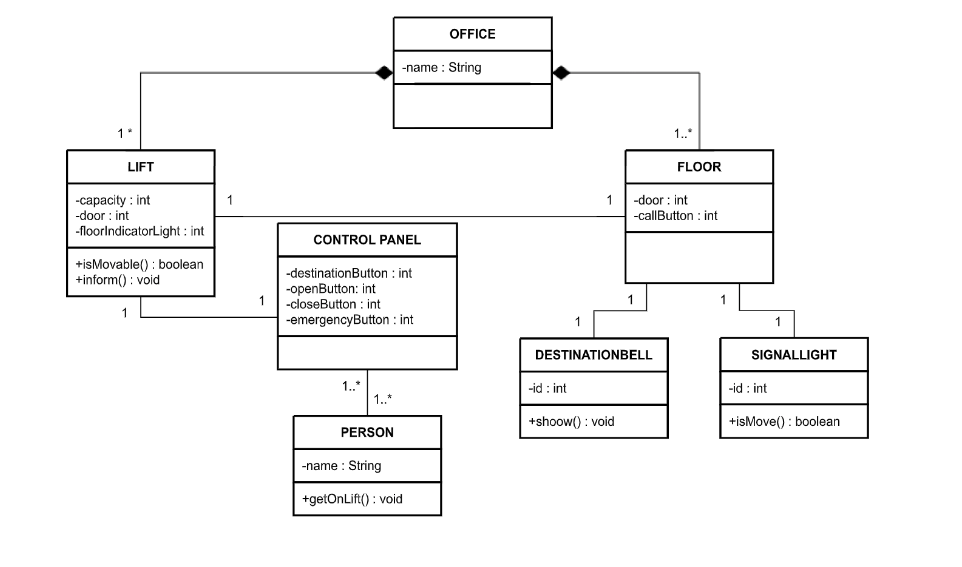 OFFICE
-name : String
1 *
1..*
LIFT
-capacity : int
-door : int
-floorIndicatorLight : int
+isMovable() : boolean
+inform() : void
1
1
FLOOR
-door : int
-callButton : int
CONTROL PANEL
-destinationButton : int
-openButton: int
-closeButton : int
-emergencyButton : int
1
1
1
1
1
1
DESTINATIONBELL
-id : int
+shoow() : void
SIGNALLIGHT
-id : int
+isMove() : boolean
1..*
1..*
PERSON
-name : String
+getOnLift() : void